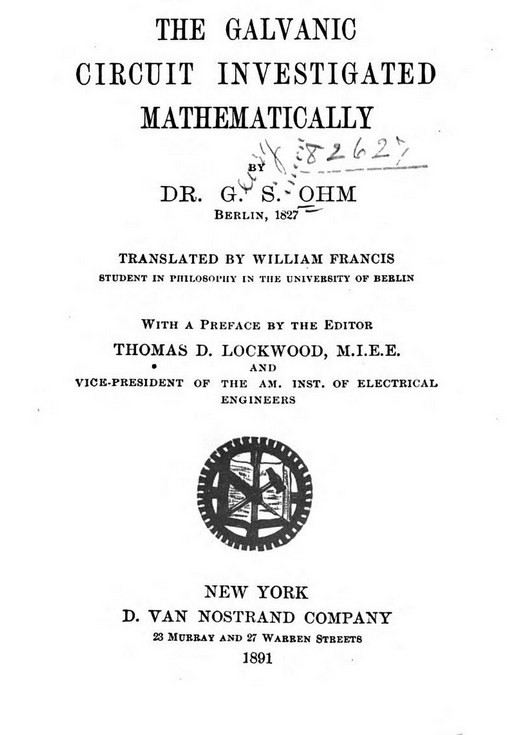 THE GALVANIC
CIRCUIT INVESTIGATED
MATHEMATICALLY
BY
82627
DR. G. S. OHM
BERLIN, 1827
TRANSLATED BY WILLIAM FRANCIS
STUDENT IN PHILOSOPHY IN THE UNIVERSITY OF BERLIN
WITH A PREFACE BY THE EDITOR
THOMAS D. LOCKWOOD, M.I.E.E.
AND
VICE-PRESIDENT OF THE AM. INST. OF ELECTRICAL
ENGINEERS
NEW YORK
D. VAN NOSTRAND COMPANY
23 MURRAY AND 27 WARREN STREETS
1891